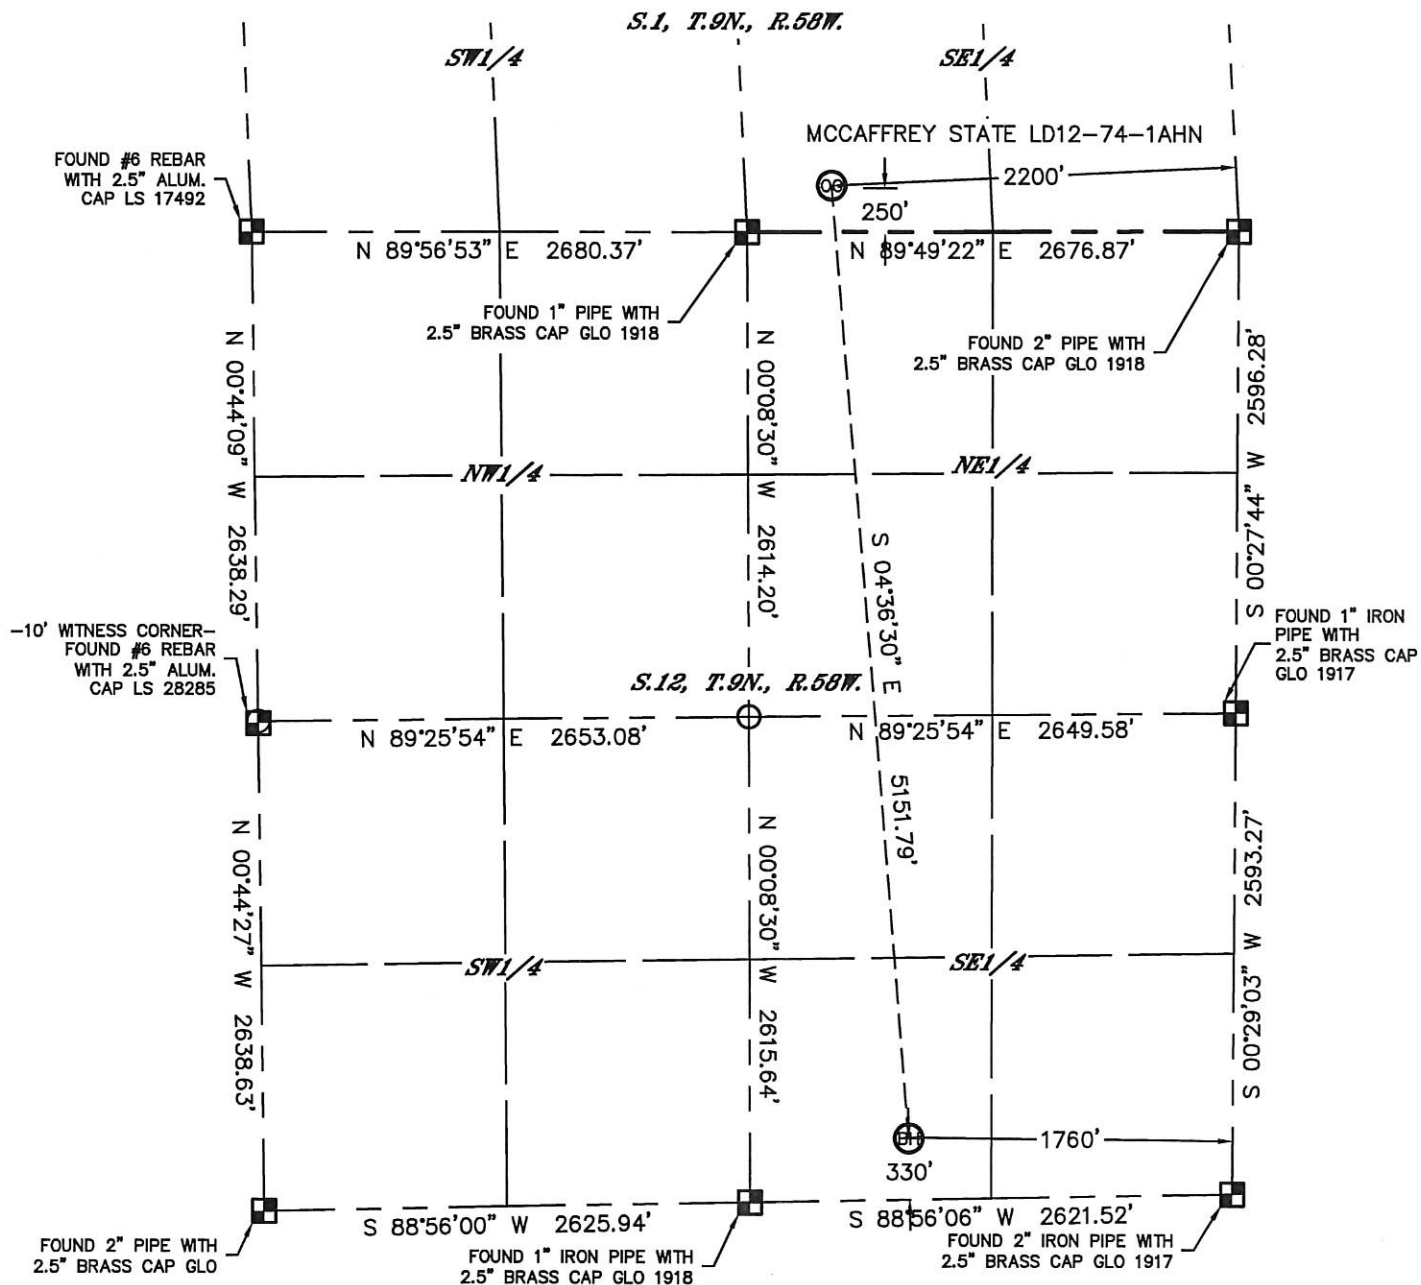 S.1, T.9N., R.58W.
SW1/4
SE1/4
MCCAFFREY STATE LD12-74-1AHN
FOUND #6 REBAR
WITH 2.5" ALUM.
CAP LS 17492
OG
2200'
250'
N 89°56'53" E 2680.37'
N 89°49'22" E 2676.87'
FOUND 1" PIPE WITH
2.5" BRASS CAP GLO 1918
FOUND 2" PIPE WITH
2.5" BRASS CAP GLO 1918
N 00°44'09" W 2638.29'
N 00°08'30" W 2614.20'
S 00°27'44" W 2596.28'
NW1/4
NE1/4
S 04°36'30" E 5151.79'
-10' WITNESS CORNER-
FOUND #6 REBAR
WITH 2.5" ALUM.
CAP LS 28285
FOUND 1" IRON
PIPE WITH
2.5" BRASS CAP
GLO 1917
S.12, T.9N., R.58W.
N 89°25'54" E 2653.08'
N 89°25'54" E 2649.58'
N 00°44'27" W 2638.63'
N 00°08'30" W 2615.64'
S 00°29'03" W 2593.27'
SW1/4
SE1/4
BH
1760'
330'
S 88°56'00" W 2625.94'
S 88°56'06" W 2621.52'
FOUND 2" PIPE WITH
2.5" BRASS CAP GLO
FOUND 1" IRON PIPE WITH
2.5" BRASS CAP GLO 1918
FOUND 2" IRON PIPE WITH
2.5" BRASS CAP GLO 1917